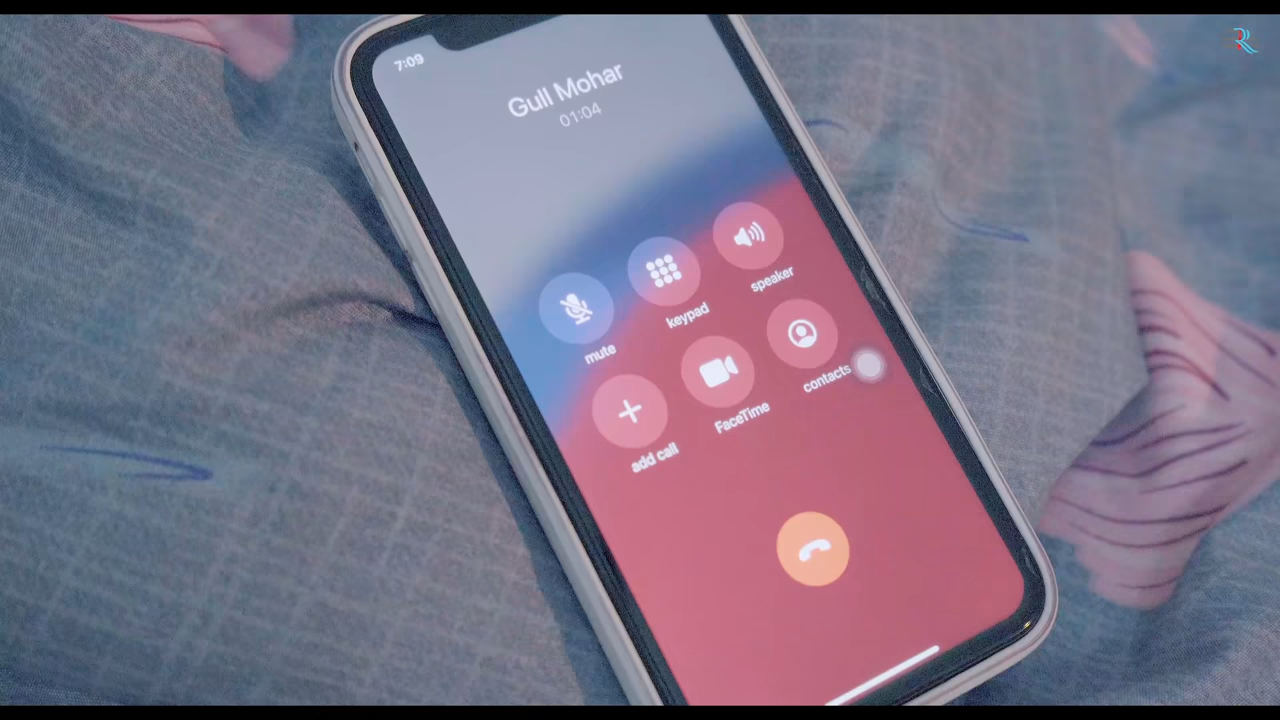 7:09
Gull Mohar
01:04
mute
keypad
speaker
add call
FaceTime
contacts
R